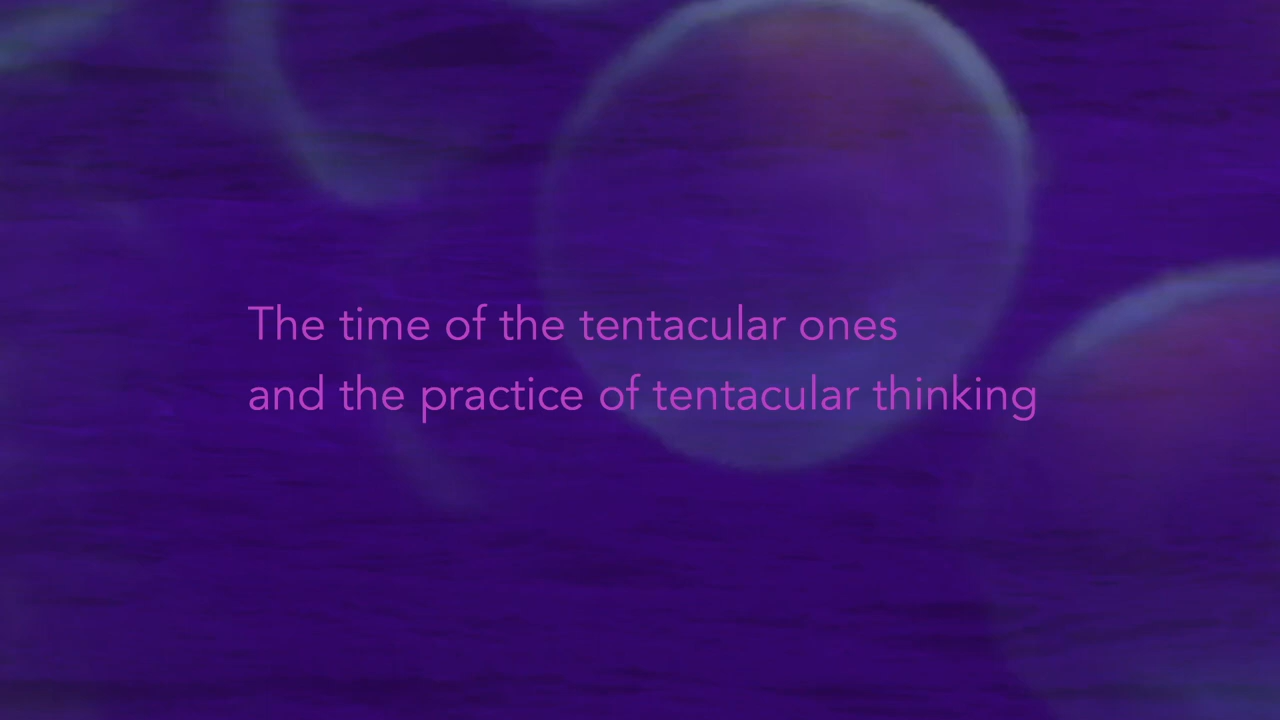 The time of the tentacular ones
and the practice of tentacular thinking